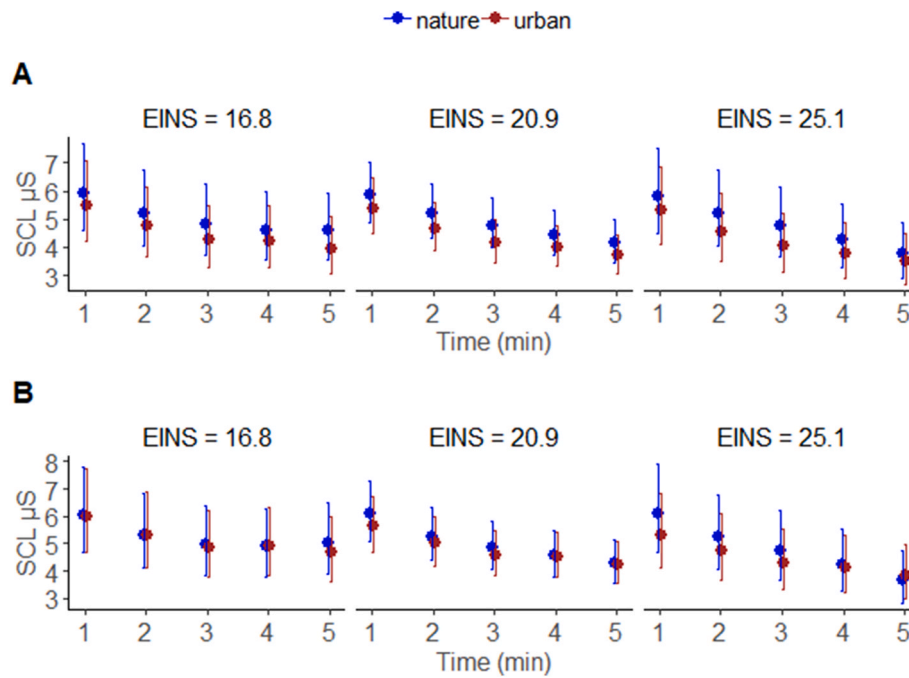 nature urban
A
EINS = 16.8 EINS = 20.9 EINS = 25.1
SCL µS
7
6
5
4
3
1 2 3 4 5 1 2 3 4 5 1 2 3 4 5
Time (min)
B
EINS = 16.8 EINS = 20.9 EINS = 25.1
SCL µS
8
7
6
5
4
3
1 2 3 4 5 1 2 3 4 5 1 2 3 4 5
Time (min)